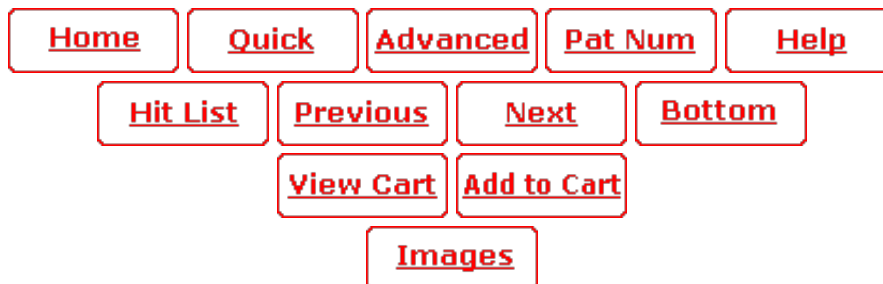 Home Quick Advanced Pat Num Help
Hit List Previous Next Bottom
View Cart Add to Cart
Images